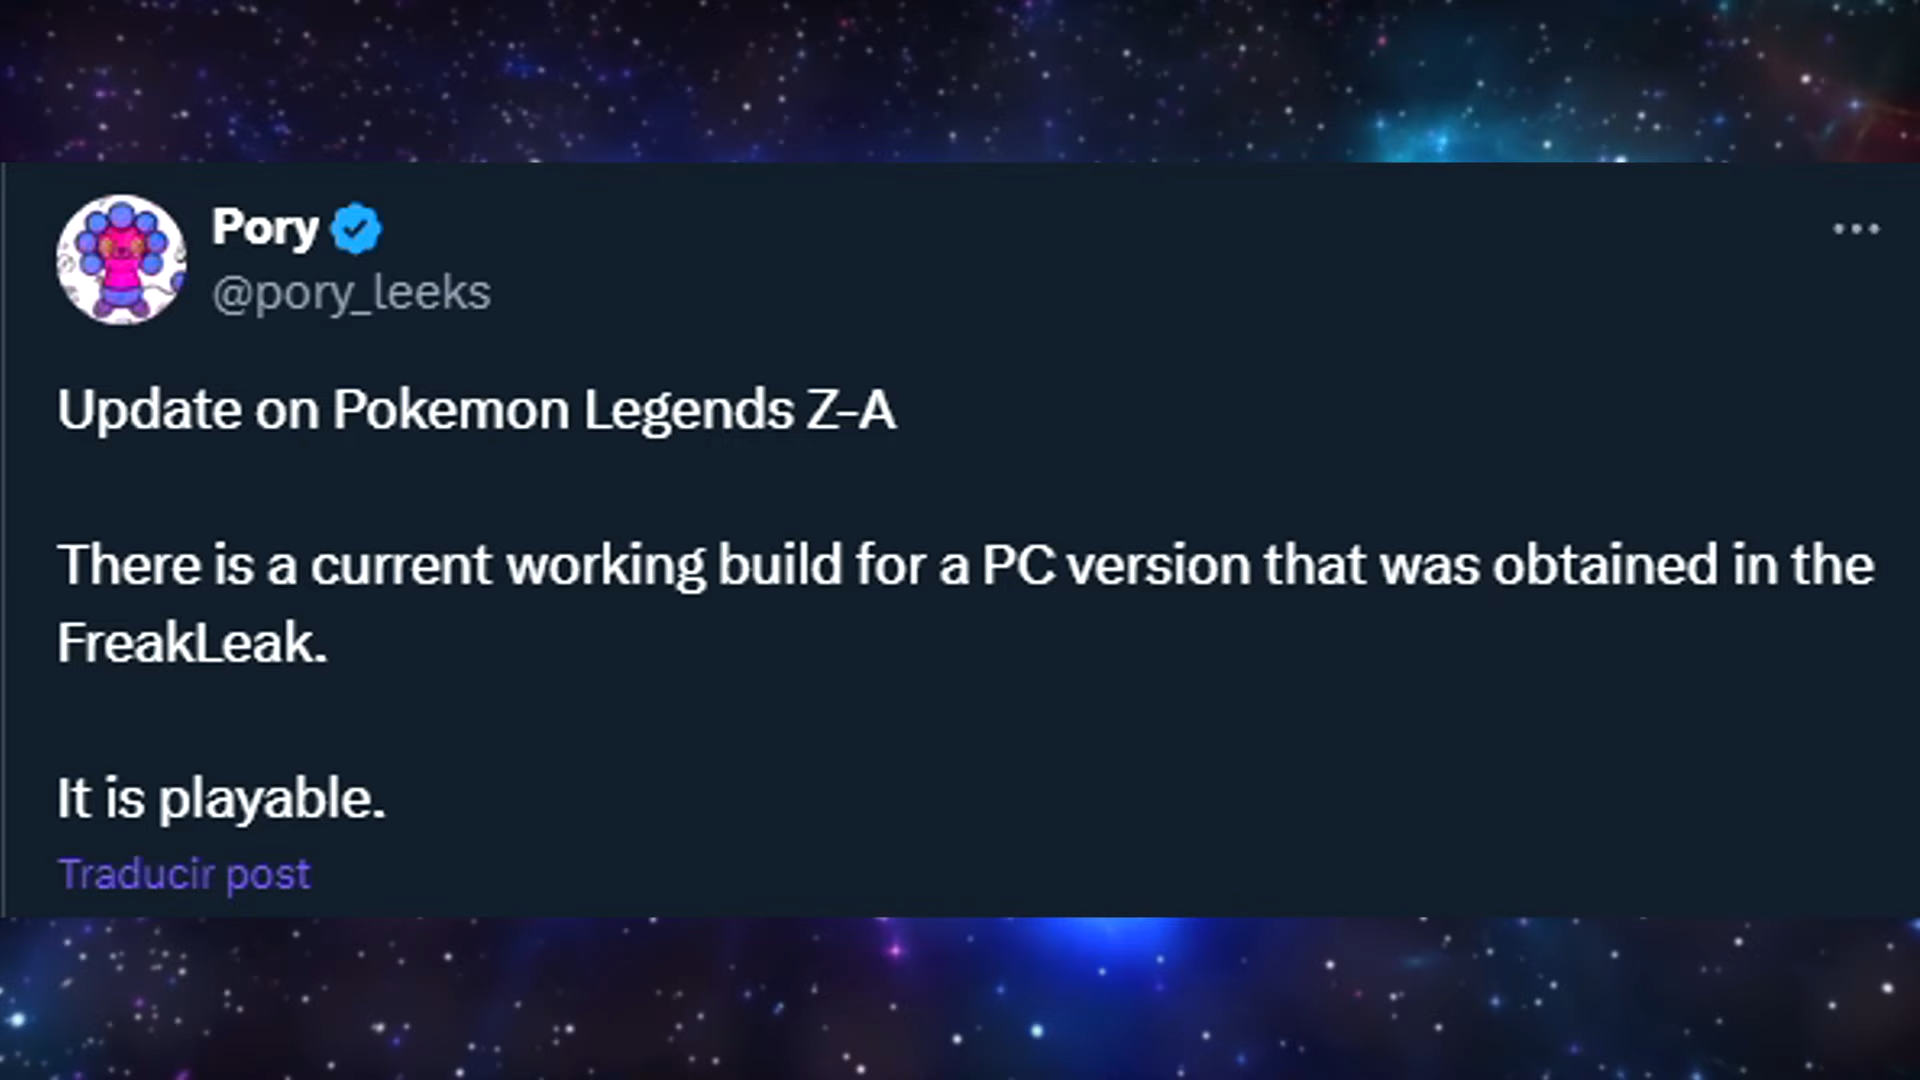 Pory
@pory_leeks
Update on Pokemon Legends Z-A
There is a current working build for a PC version that was obtained in the
FreakLeak.
It is playable.
Traducir post